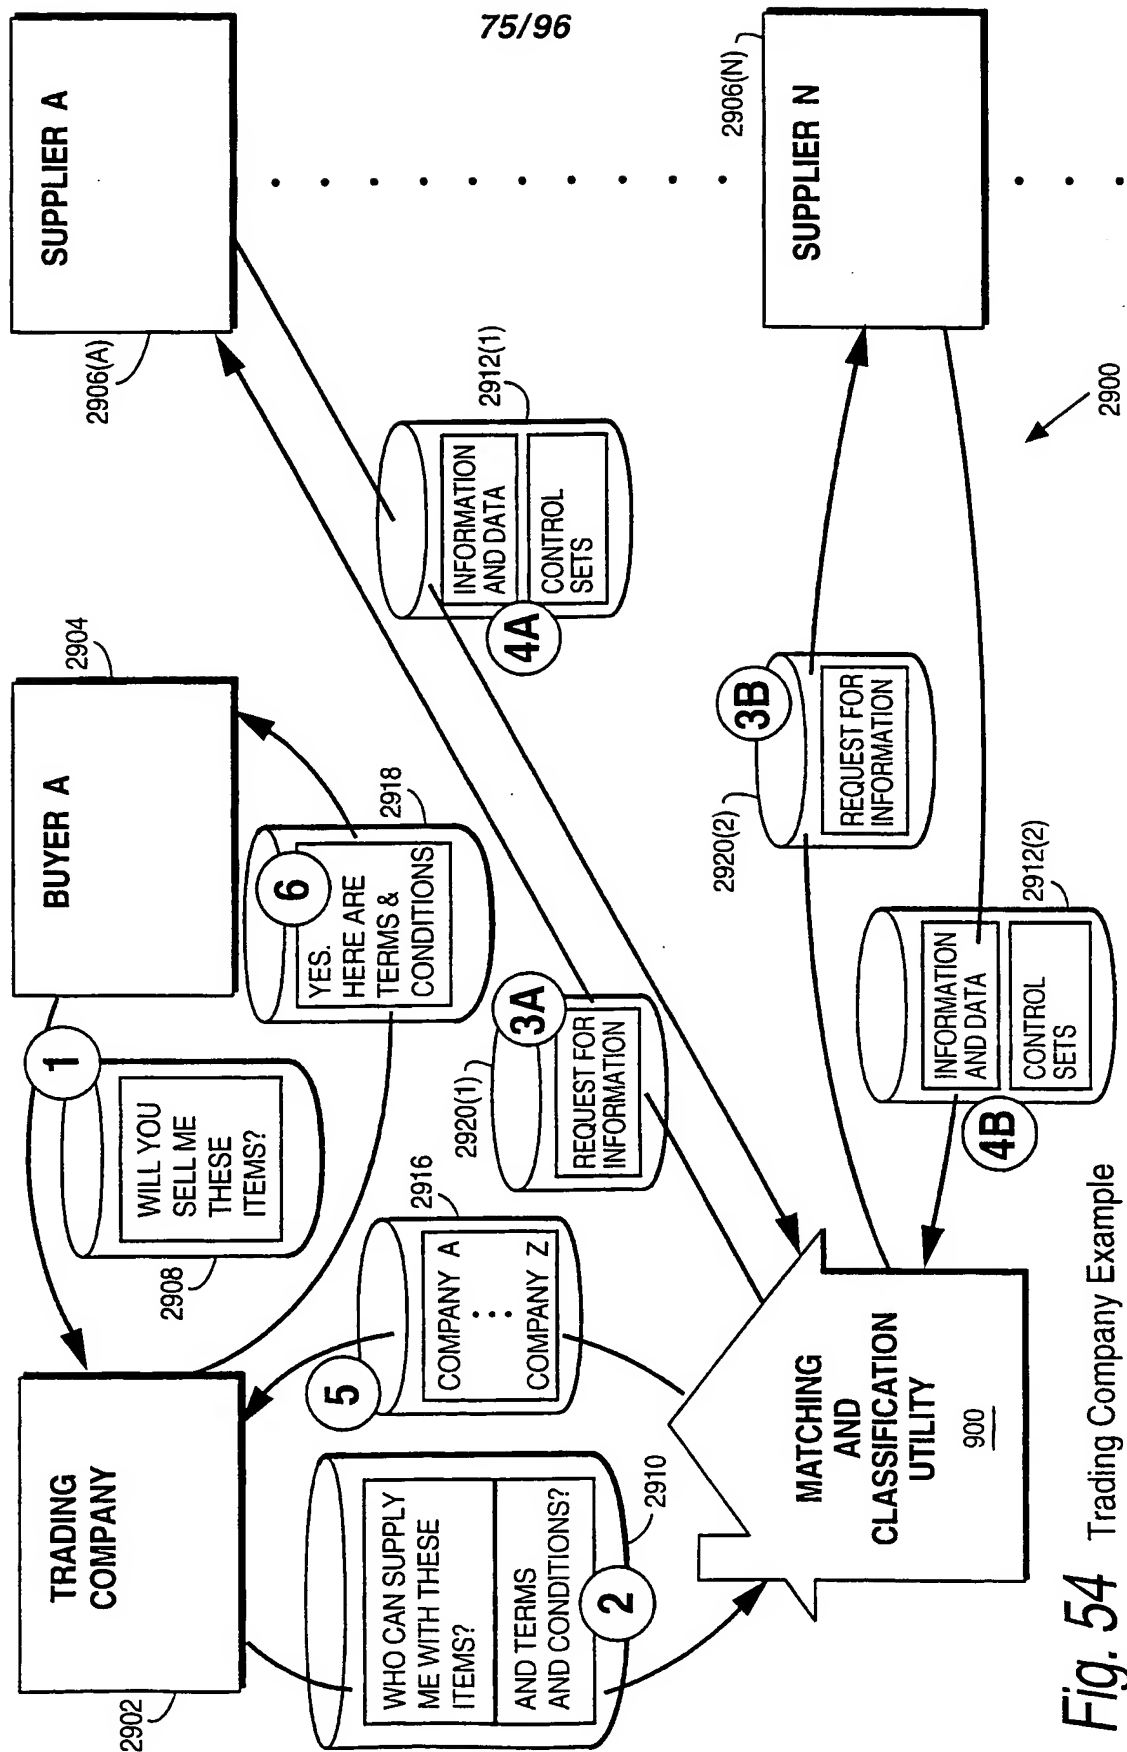 75/96
TRADING
COMPANY
2902
BUYER A
2904
SUPPLIER A
2906(A)
1
WILL YOU
SELL ME
THESE
ITEMS?
2908
6
YES.
HERE ARE
TERMS &
CONDITIONS
2918
2
WHO CAN SUPPLY
ME WITH THESE
ITEMS?
AND TERMS
AND CONDITIONS?
2910
5
COMPANY A
COMPANY Z
2916
3A
REQUEST FOR
INFORMATION
2920(1)
4A
INFORMATION
AND DATA
CONTROL
SETS
2912(1)
MATCHING
AND
CLASSIFICATION
UTILITY
900
3B
REQUEST FOR
INFORMATION
2920(2)
4B
INFORMATION
AND DATA
CONTROL
SETS
2912(2)
SUPPLIER N
2906(N)
2900
Fig. 54 Trading Company Example